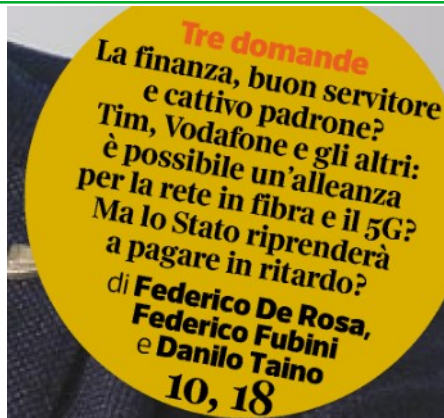 Tre domande
La finanza, buon servitore
e cattivo padrone?
Tim, Vodafone e gli altri:
è possibile un'alleanza
per la rete in fibra e il 5G?
Ma lo Stato riprenderà
a pagare in ritardo?
di Federico De Rosa,
Federico Fubini
e Danilo Taino
10, 18